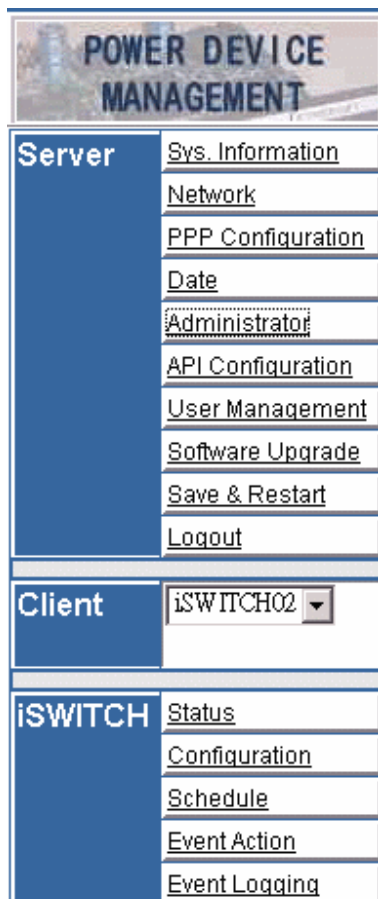 POWER DEVICE
MANAGEMENT
Server
Sys. Information
Network
PPP Configuration
Date
Administrator
API Configuration
User Management
Software Upgrade
Save & Restart
Logout
Client
iSWITCH02
iSWITCH
Status
Configuration
Schedule
Event Action
Event Logging